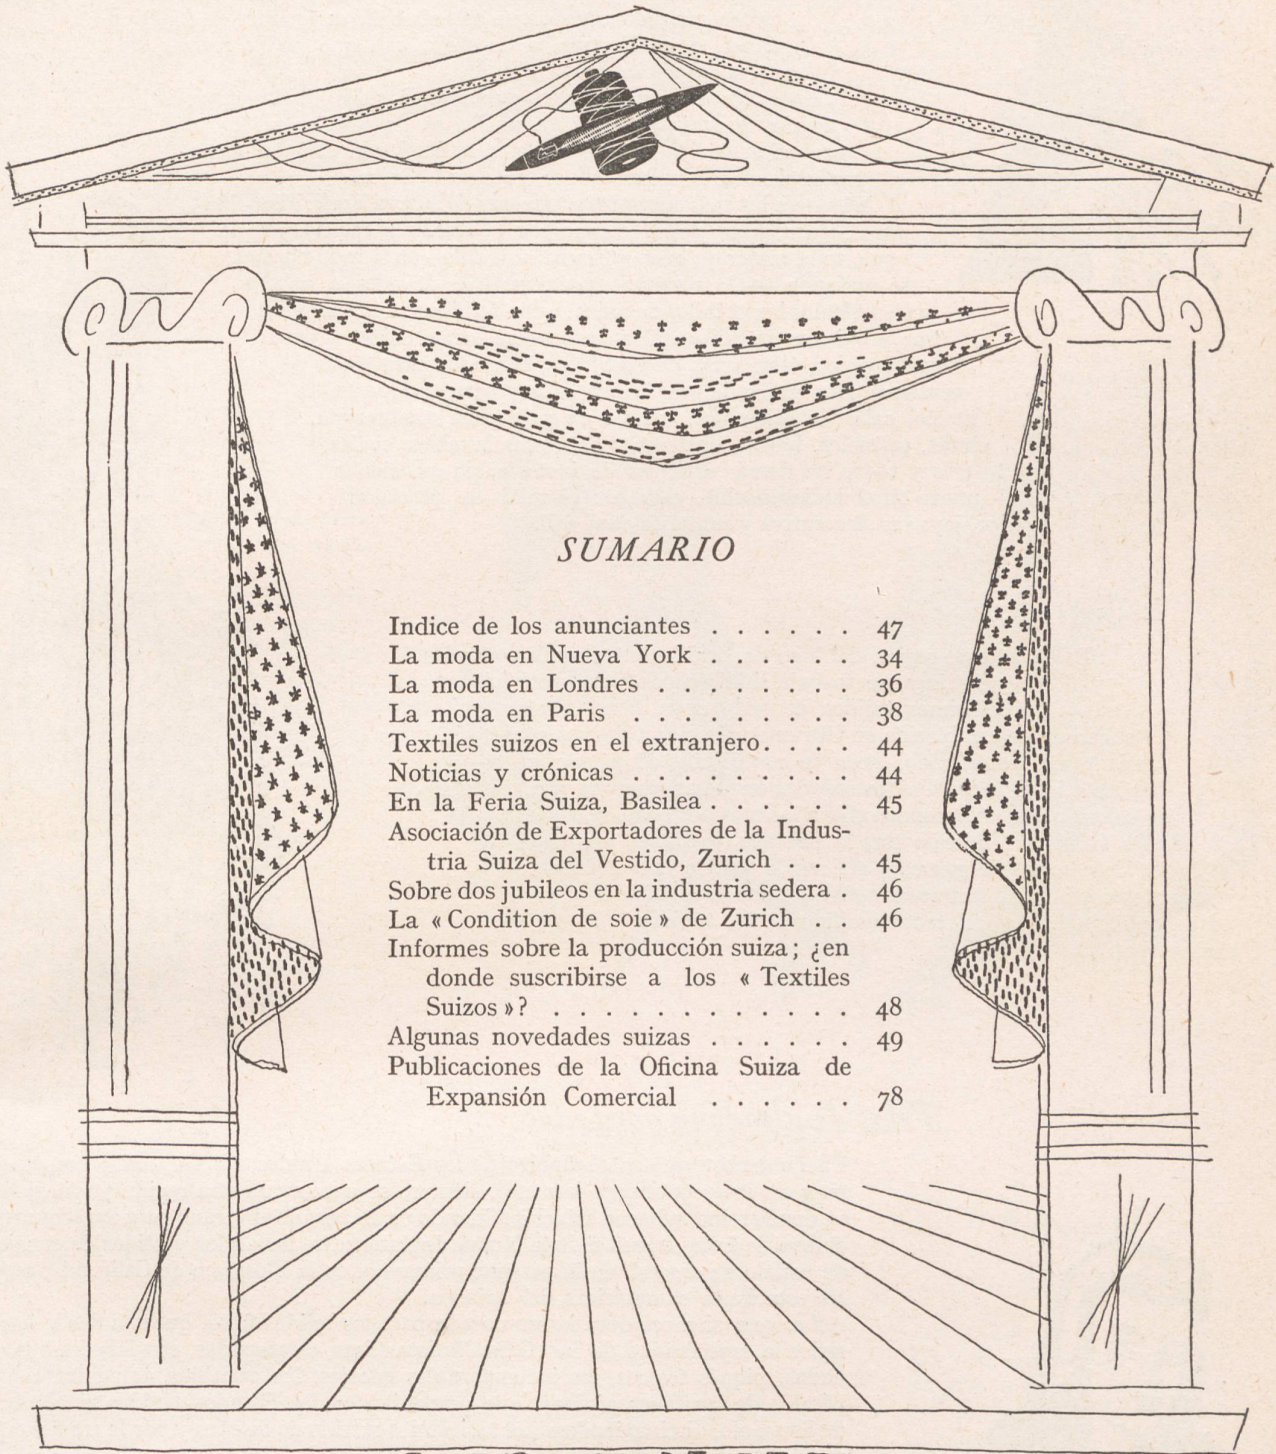 SUMARIO
Indice de los anunciantes . . . . . . 47
La moda en Nueva York . . . . . . 34
La moda en Londres . . . . . . . . 36
La moda en Paris . . . . . . . . . 38
Textiles suizos en el extranjero . . . . 44
Noticias y crónicas . . . . . . . . . 44
En la Feria Suiza, Basilea . . . . . . 45
Asociación de Exportadores de la Indus-
tria Suiza del Vestido, Zurich . . . 45
Sobre dos jubileos en la industria sedera . 46
La « Condition de soie » de Zurich . . 46
Informes sobre la producción suiza ; ¿en
donde suscribirse a los « Textiles
Suizos » ? . . . . . . . . . . . . 48
Algunas novedades suizas . . . . . . 49
Publicaciones de la Oficina Suiza de
Expansión Comercial . . . . . . 78